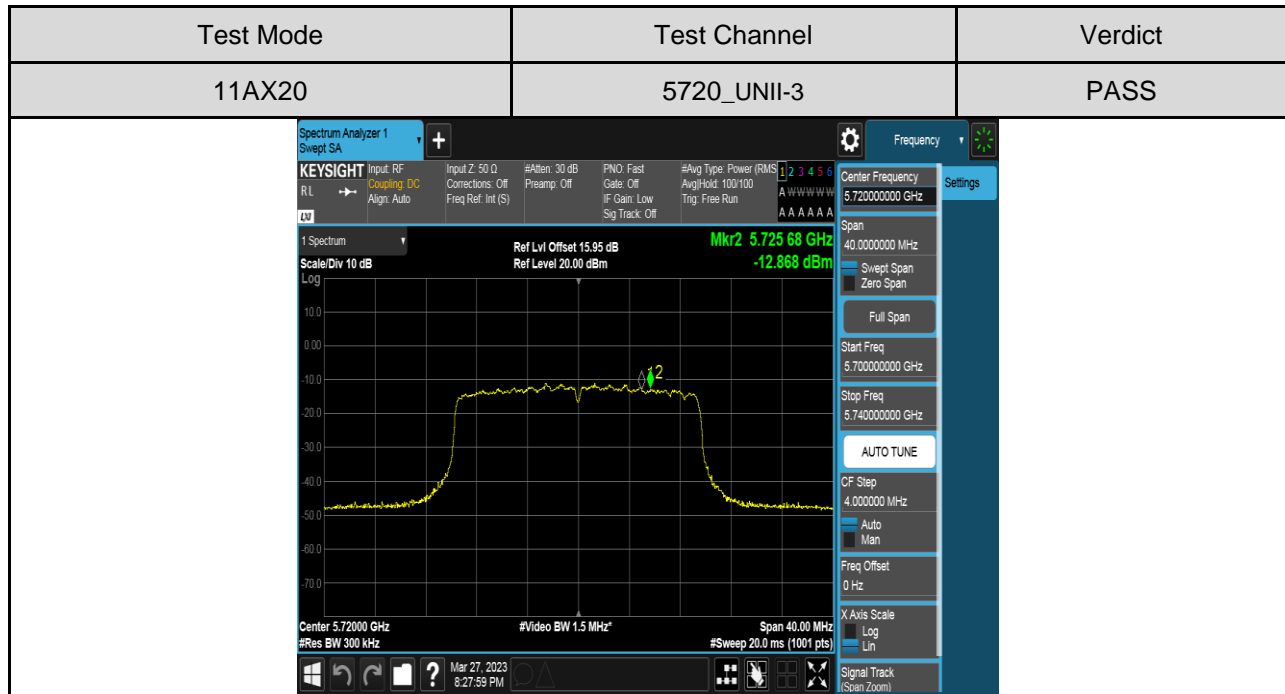 Test Mode Test Channel Verdict
11AX20 5720_UNII-3 PASS
Spectrum Analyzer 1
Swept SA
+
Frequency
KEYSIGHT
RL
LXI
Input: RF
Coupling: DC
Align: Auto
Input Z: 50 Ω
Corrections: Off
Freq Ref: Int (S)
#Atten: 30 dB
Preamp: Off
PNO: Fast
Gate: Off
IF Gain: Low
Sig Track: Off
#Avg Type: Power (RMS
Avg|Hold: 100/100
Trig: Free Run
1 2 3 4 5 6
A W W W W W
A A A A A A
1 Spectrum
Scale/Div 10 dB
Log
Ref Lvl Offset 15.95 dB
Ref Level 20.00 dBm
Mkr2 5.725 68 GHz
-12.868 dBm
10.0
0.00
-10.0
-20.0
-30.0
-40.0
-50.0
-60.0
-70.0
1 2
Center 5.72000 GHz
#Res BW 300 kHz
#Video BW 1.5 MHz*
Span 40.00 MHz
#Sweep 20.0 ms (1001 pts)
Center Frequency
5.720000000 GHz
Settings
Span
40.0000000 MHz
Swept Span
Zero Span
Full Span
Start Freq
5.700000000 GHz
Stop Freq
5.740000000 GHz
AUTO TUNE
CF Step
4.000000 MHz
Auto
Man
Freq Offset
0 Hz
X Axis Scale
Log
Lin
Signal Track
(Span Zoom)
?
Mar 27, 2023
8:27:59 PM